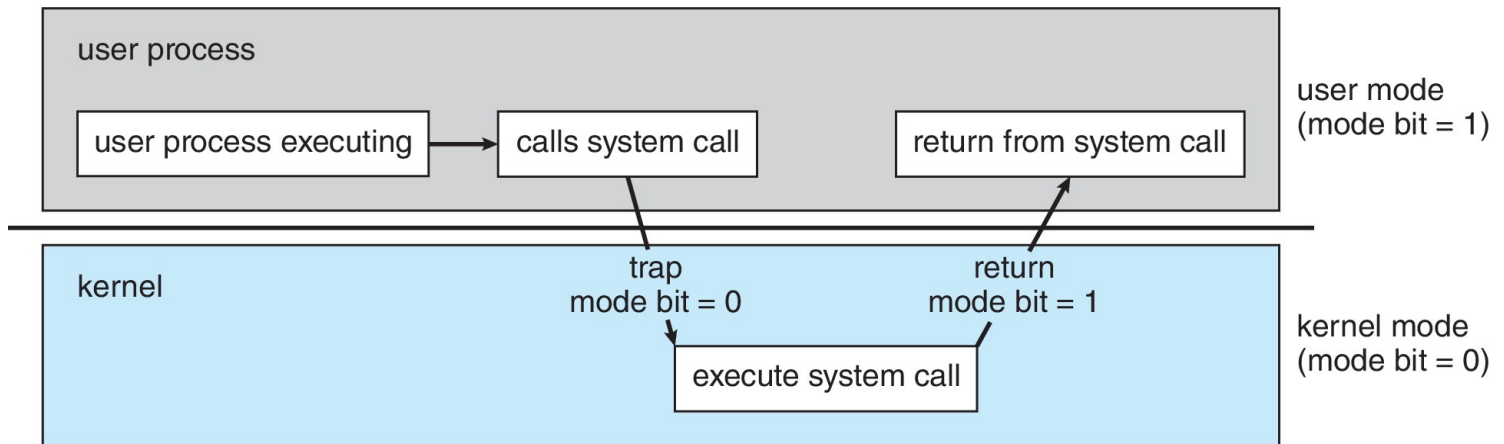 user process
user process executing
calls system call
return from system call
user mode
(mode bit = 1)
kernel
trap
mode bit = 0
return
mode bit = 1
execute system call
kernel mode
(mode bit = 0)